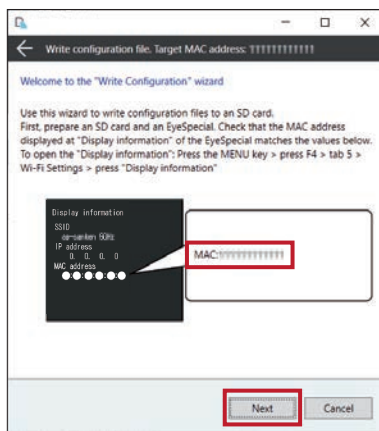 Write configuration file. Target MAC address: 111111111111
Welcome to the "Write Configuration" wizard
Use this wizard to write configuration files to an SD card.
First, prepare an SD card and an EyeSpecial. Check that the MAC address
displayed at "Display information" of the EyeSpecial matches the values below.
To open the "Display information": Press the MENU key > press F4 > tab 5 >
Wi-Fi Settings > press "Display information"
Display information
SSID
IP address
0. 0. 0. 0
MAC address
MAC:111111111111
Next
Cancel